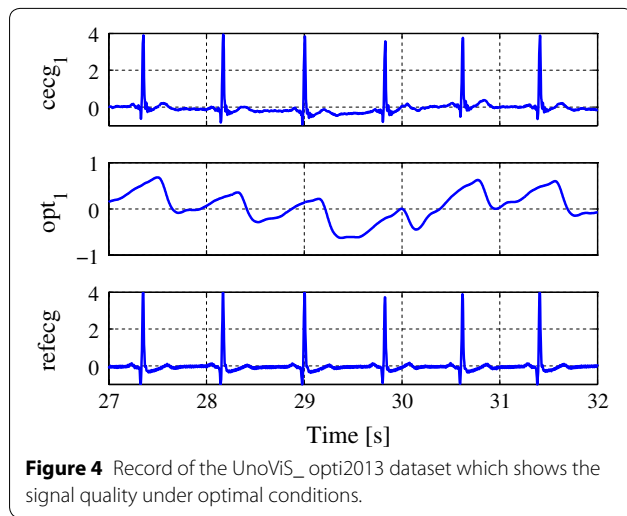 4
2
0
cecg1
1
0
−1
opt1
4
2
0
refecg
27 28 29 30 31 32
Time [s]
Figure 4 Record of the UnoViS_ opti2013 dataset which shows the
signal quality under optimal conditions.